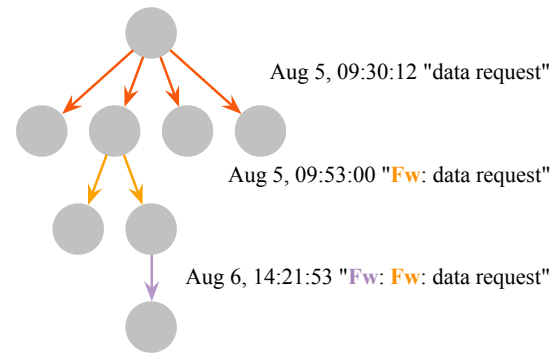 Aug 5, 09:30:12 "data request"
Aug 5, 09:53:00 "Fw: data request"
Aug 6, 14:21:53 "Fw: Fw: data request"